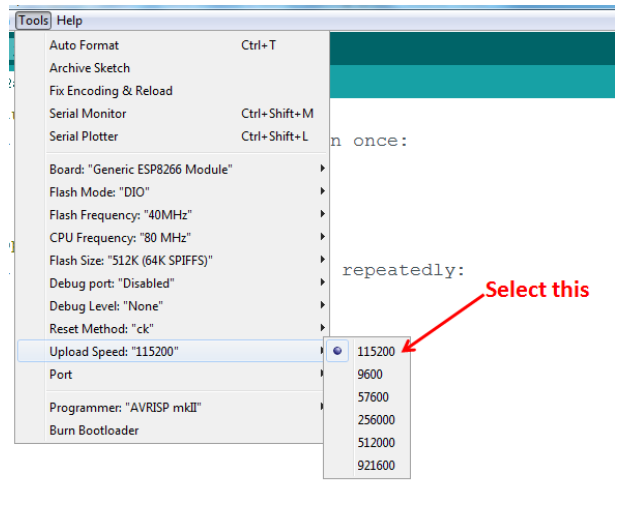 Tools Help
Auto Format Ctrl+T
Archive Sketch
Fix Encoding & Reload
Serial Monitor Ctrl+Shift+M
Serial Plotter Ctrl+Shift+L
n once:
Board: "Generic ESP8266 Module"
Flash Mode: "DIO"
Flash Frequency: "40MHz"
CPU Frequency: "80 MHz"
Flash Size: "512K (64K SPIFFS)"
repeatedly:
Debug port: "Disabled"
Select this
Debug Level: "None"
Reset Method: "ck"
Upload Speed: "115200"
115200
Port
9600
57600
Programmer: "AVRISP mkII"
256000
Burn Bootloader
512000
921600